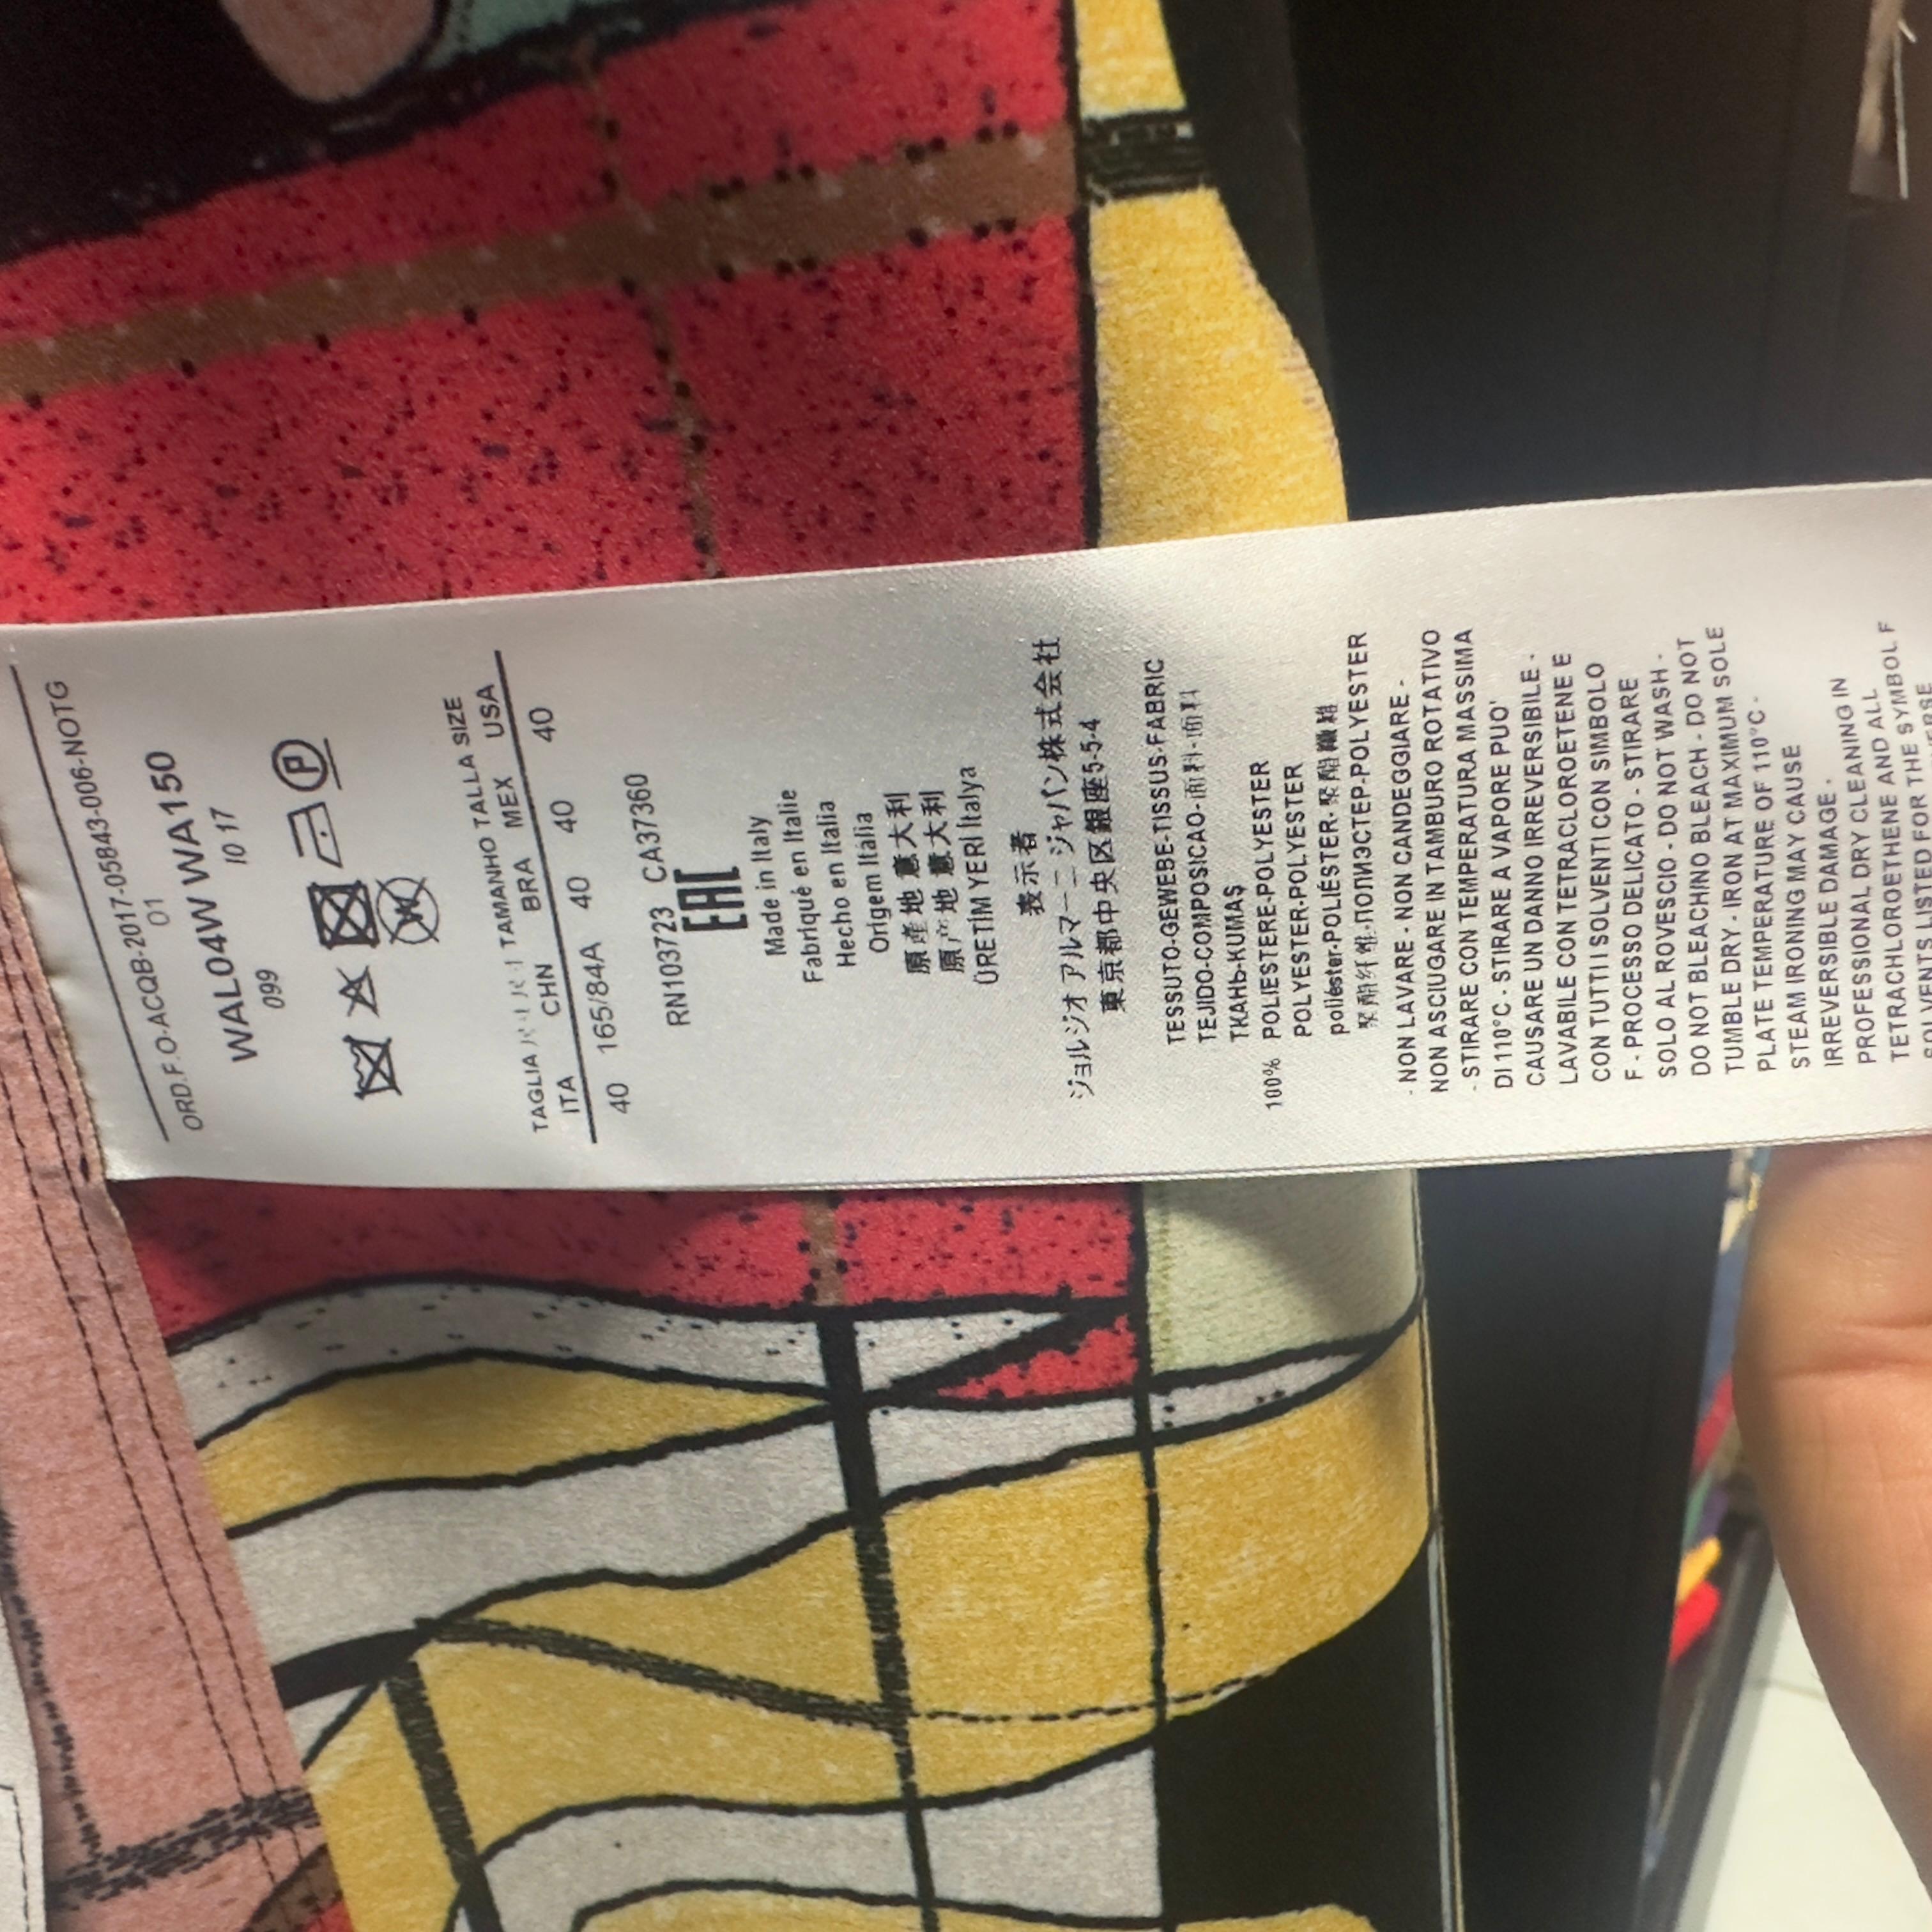 ORD.F.O-ACQB-2017-05843-006-NOTG
01
WAL04W WA150
099 IO 17
P
W
TAGLIA TAMANHO TALLA SIZE
ITA CHN BRA MEX USA
40 165/84A 40 40 40
RN103723 CA37360
EAC
Made in Italy
Fabriqué en Italie
Hecho en Italia
Origem Itália
原產地 意大利
原产地 意大利
ÜRETİM YERİ İtalya
表示者
ジョルジオ アルマーニ ジャパン株式会社
東京都中央区銀座5-5-4
TESSUTO-GEWEBE-TISSUS-FABRIC
TEJIDO-COMPOSICAO-面料-面料
ТКАНЬ-KUMAŞ
100% POLIESTERE-POLYESTER
POLYESTER-POLYESTER
poliéster-POLIÉSTER-聚酯纖維
聚酯纤维-ПОЛИЭСТЕР-POLYESTER
- NON LAVARE - NON CANDEGGIARE -
NON ASCIUGARE IN TAMBURO ROTATIVO
- STIRARE CON TEMPERATURA MASSIMA
DI 110°C - STIRARE A VAPORE PUO'
CAUSARE UN DANNO IRREVERSIBILE -
LAVABILE CON TETRACLOROETENE E
CON TUTTI I SOLVENTI CON SIMBOLO
F - PROCESSO DELICATO - STIRARE
SOLO AL ROVESCIO - DO NOT WASH -
DO NOT BLEACHINO BLEACH - DO NOT
TUMBLE DRY - IRON AT MAXIMUM SOLE
PLATE TEMPERATURE OF 110°C -
STEAM IRONING MAY CAUSE
IRREVERSIBLE DAMAGE -
PROFESSIONAL DRY CLEANING IN
TETRACHLOROETHENE AND ALL
SOLVENTS LISTED FOR THE SYMBOL F